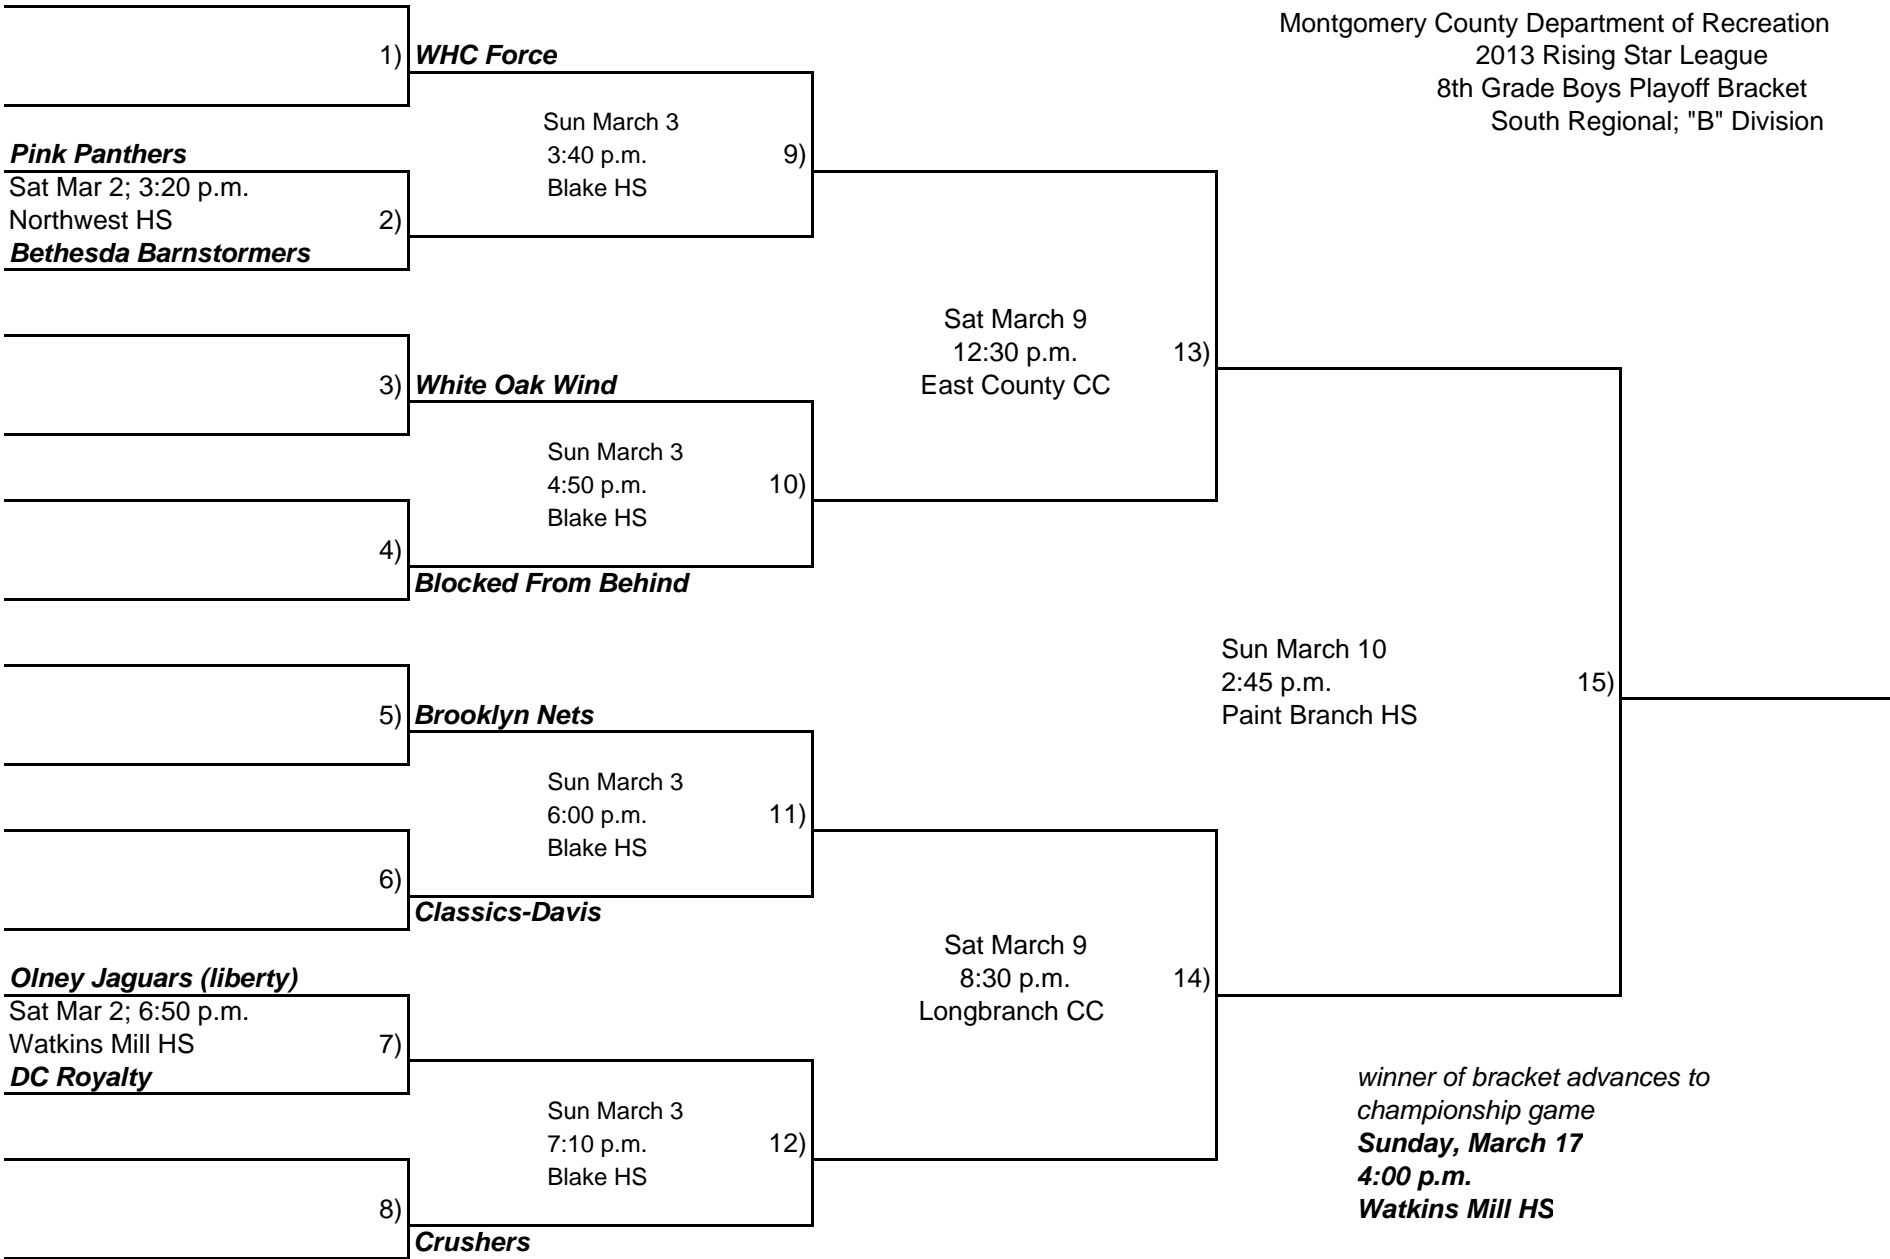 Montgomery County Department of Recreation
2013 Rising Star League
8th Grade Boys Playoff Bracket
South Regional; "B" Division
1) WHC Force
Sun March 3
3:40 p.m. 9)
Blake HS
Pink Panthers
Sat Mar 2; 3:20 p.m.
Northwest HS 2)
Bethesda Barnstormers
Sat March 9
12:30 p.m. 13)
East County CC
3) White Oak Wind
Sun March 3
4:50 p.m. 10)
Blake HS
4)
Blocked From Behind
Sun March 10
2:45 p.m. 15)
Paint Branch HS
5) Brooklyn Nets
Sun March 3
6:00 p.m. 11)
Blake HS
6)
Classics-Davis
Sat March 9
8:30 p.m. 14)
Longbranch CC
Olney Jaguars (liberty)
Sat Mar 2; 6:50 p.m.
Watkins Mill HS 7)
DC Royalty
Sun March 3
7:10 p.m. 12)
Blake HS
8)
Crushers
winner of bracket advances to
championship game
Sunday, March 17
4:00 p.m.
Watkins Mill HS